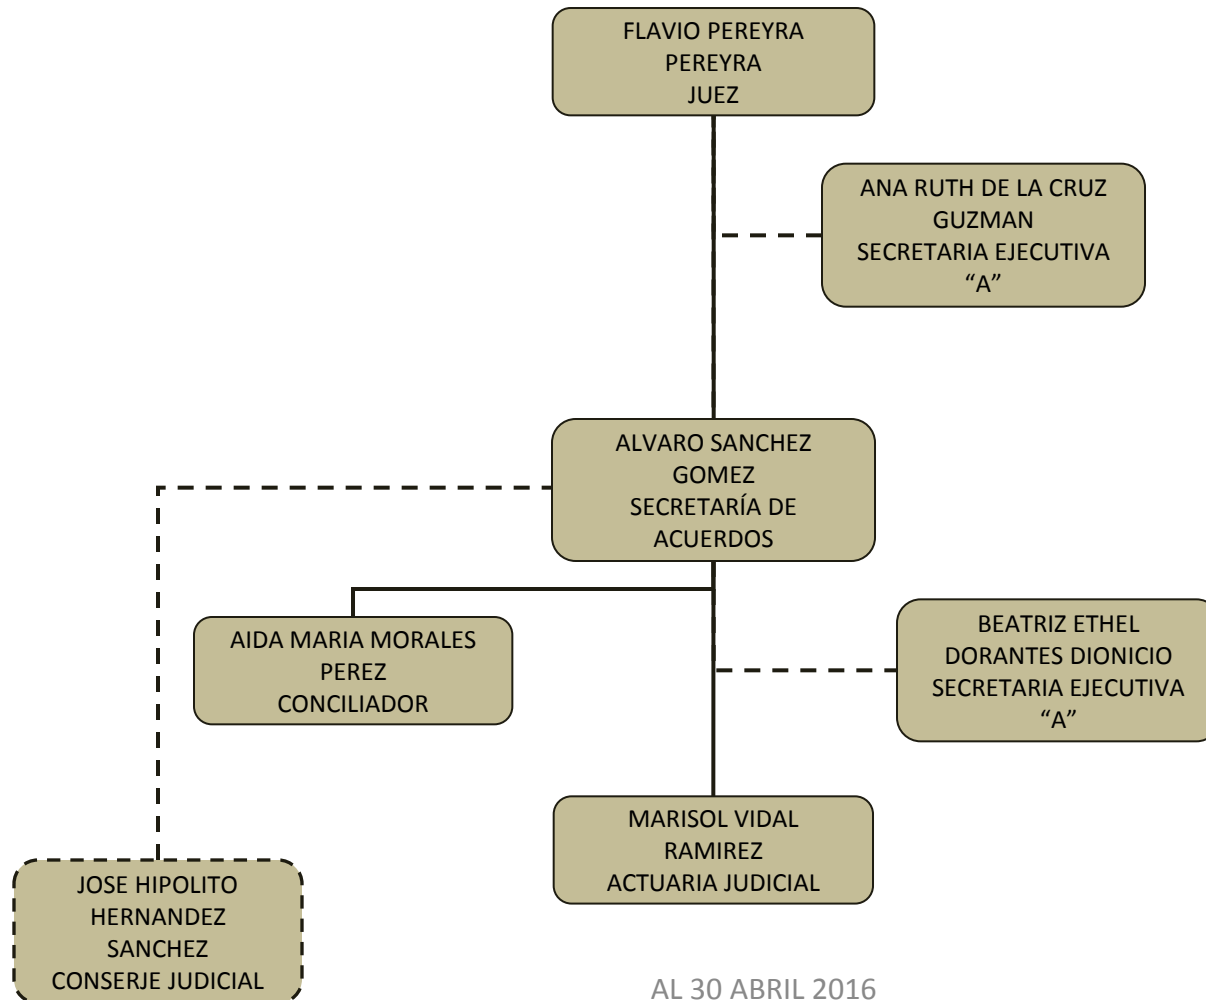 FLAVIO PEREYRA
PEREYRA
JUEZ
ANA RUTH DE LA CRUZ
GUZMAN
SECRETARIA EJECUTIVA
“A”
ALVARO SANCHEZ
GOMEZ
SECRETARÍA DE
ACUERDOS
AIDA MARIA MORALES
PEREZ
CONCILIADOR
BEATRIZ ETHEL
DORANTES DIONICIO
SECRETARIA EJECUTIVA
“A”
MARISOL VIDAL
RAMIREZ
ACTUARIA JUDICIAL
JOSE HIPOLITO
HERNANDEZ
SANCHEZ
CONSERJE JUDICIAL
AL 30 ABRIL 2016